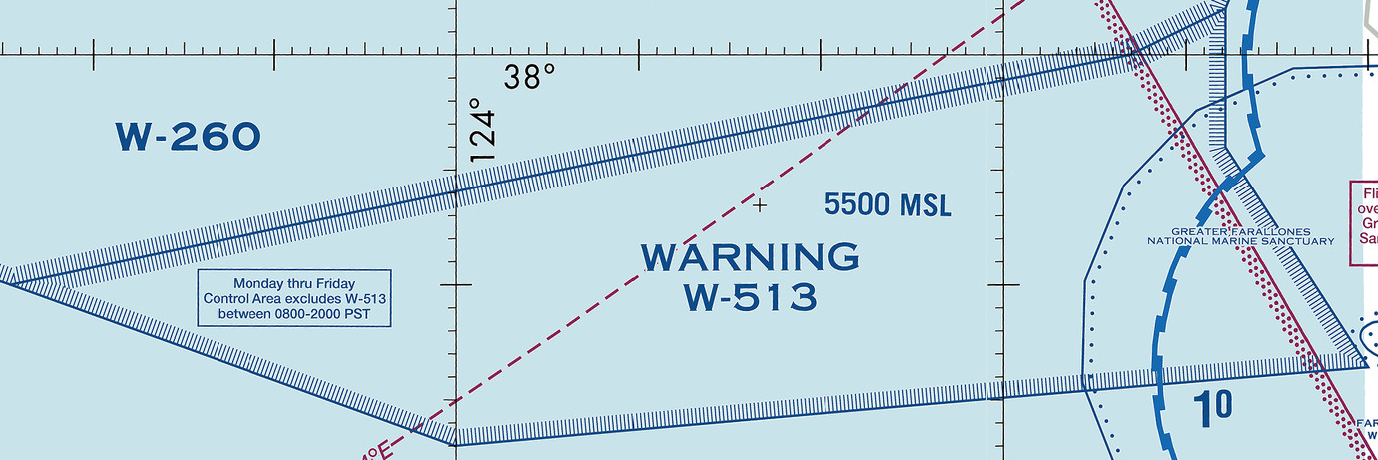 38°
124°
W-260
5500 MSL
WARNING
W-513
GREATER FARALLONES
NATIONAL MARINE SANCTUARY
Monday thru Friday
Control Area excludes W-513
between 0800-2000 PST
10
4°E